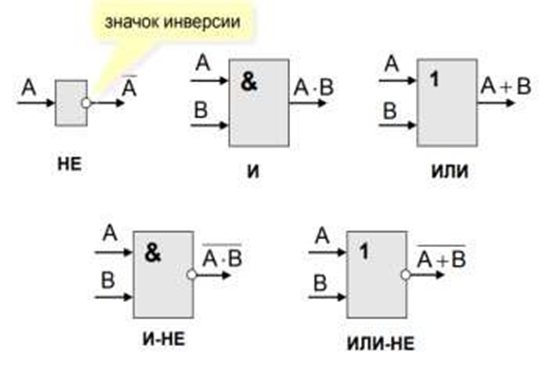 значок инверсии
A
A̅
НЕ
A
B
&
A·B
И
A
B
1
A+B
ИЛИ
A
B
&
A̅·̅B̅
И-НЕ
A
B
1
A̅+̅B̅
ИЛИ-НЕ